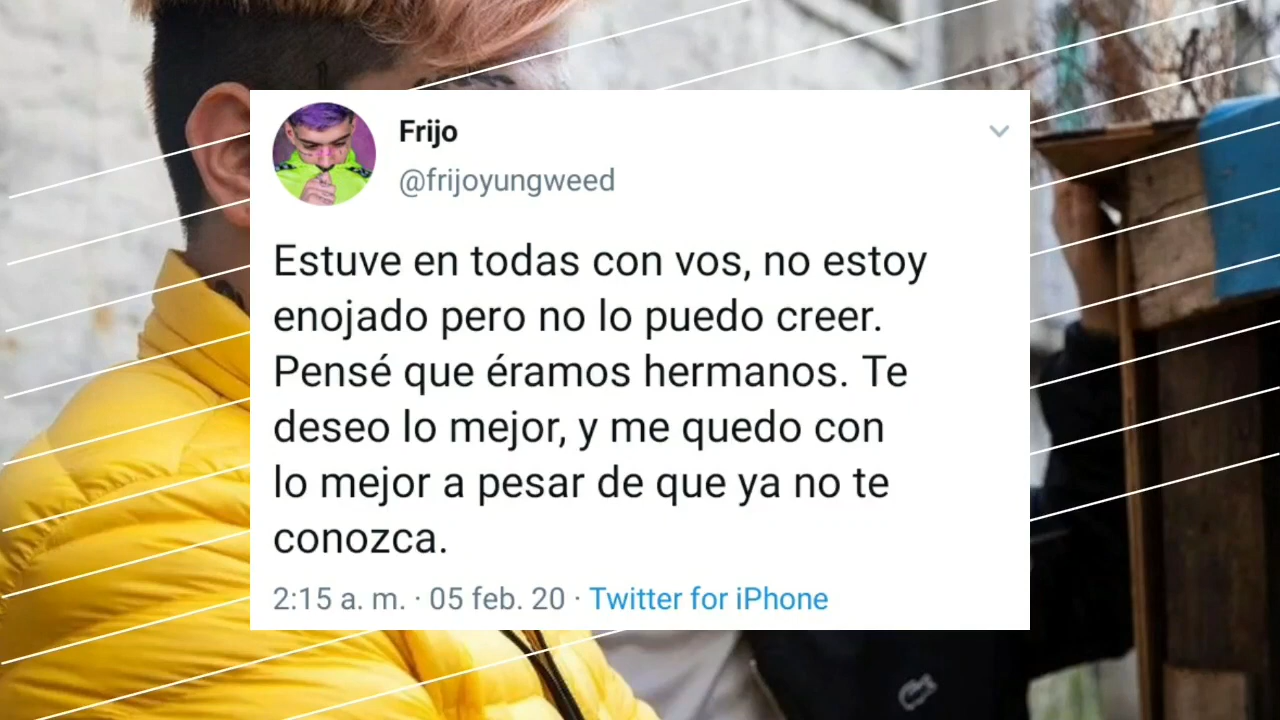 Frijo
@frijoyungweed
Estuve en todas con vos, no estoy
enojado pero no lo puedo creer.
Pensé que éramos hermanos. Te
deseo lo mejor, y me quedo con
lo mejor a pesar de que ya no te
conozca.
2:15 a. m. · 05 feb. 20 · Twitter for iPhone